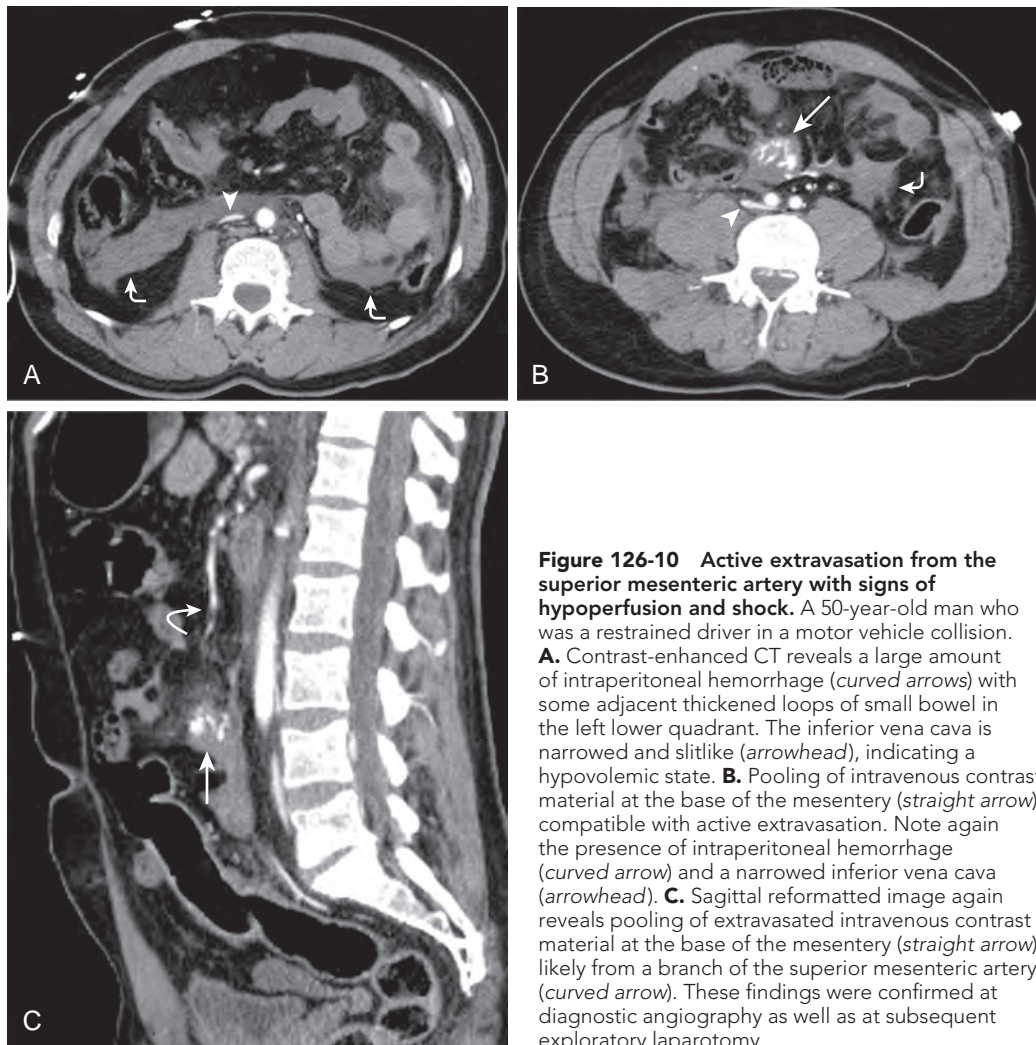 A
B
C
Figure 126-10 Active extravasation from the
superior mesenteric artery with signs of
hypoperfusion and shock. A 50-year-old man who
was a restrained driver in a motor vehicle collision.
A. Contrast-enhanced CT reveals a large amount
of intraperitoneal hemorrhage (curved arrows) with
some adjacent thickened loops of small bowel in
the left lower quadrant. The inferior vena cava is
narrowed and slitlike (arrowhead), indicating a
hypovolemic state. B. Pooling of intravenous contrast
material at the base of the mesentery (straight arrow)
compatible with active extravasation. Note again
the presence of intraperitoneal hemorrhage
(curved arrow) and a narrowed inferior vena cava
(arrowhead). C. Sagittal reformatted image again
reveals pooling of extravasated intravenous contrast
material at the base of the mesentery (straight arrow)
likely from a branch of the superior mesenteric artery
(curved arrow). These findings were confirmed at
diagnostic angiography as well as at subsequent
exploratory laparotomy